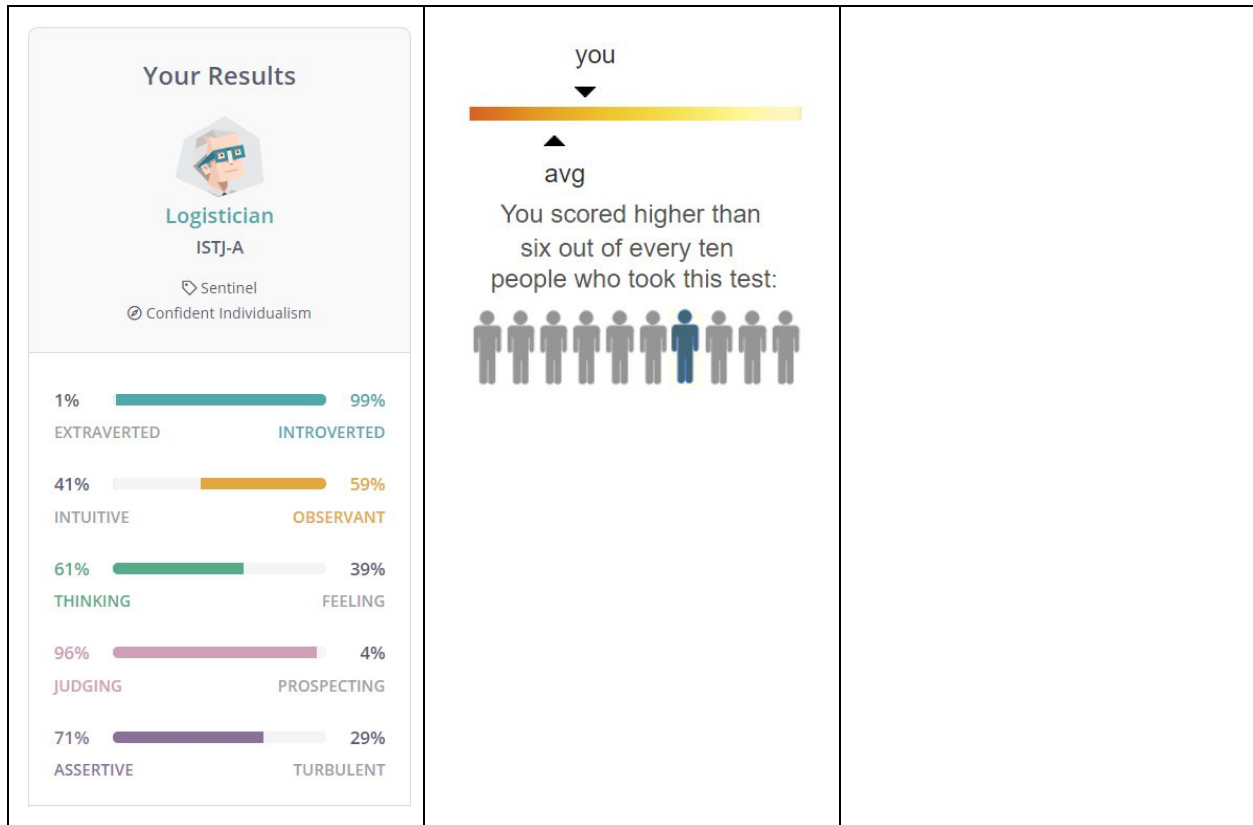 Your Results
Logistician
ISTJ-A
Sentinel
Confident Individualism
1% 99%
EXTRAVERTED INTROVERTED
41% 59%
INTUITIVE OBSERVANT
61% 39%
THINKING FEELING
96% 4%
JUDGING PROSPECTING
71% 29%
ASSERTIVE TURBULENT
you
avg
You scored higher than
six out of every ten
people who took this test: